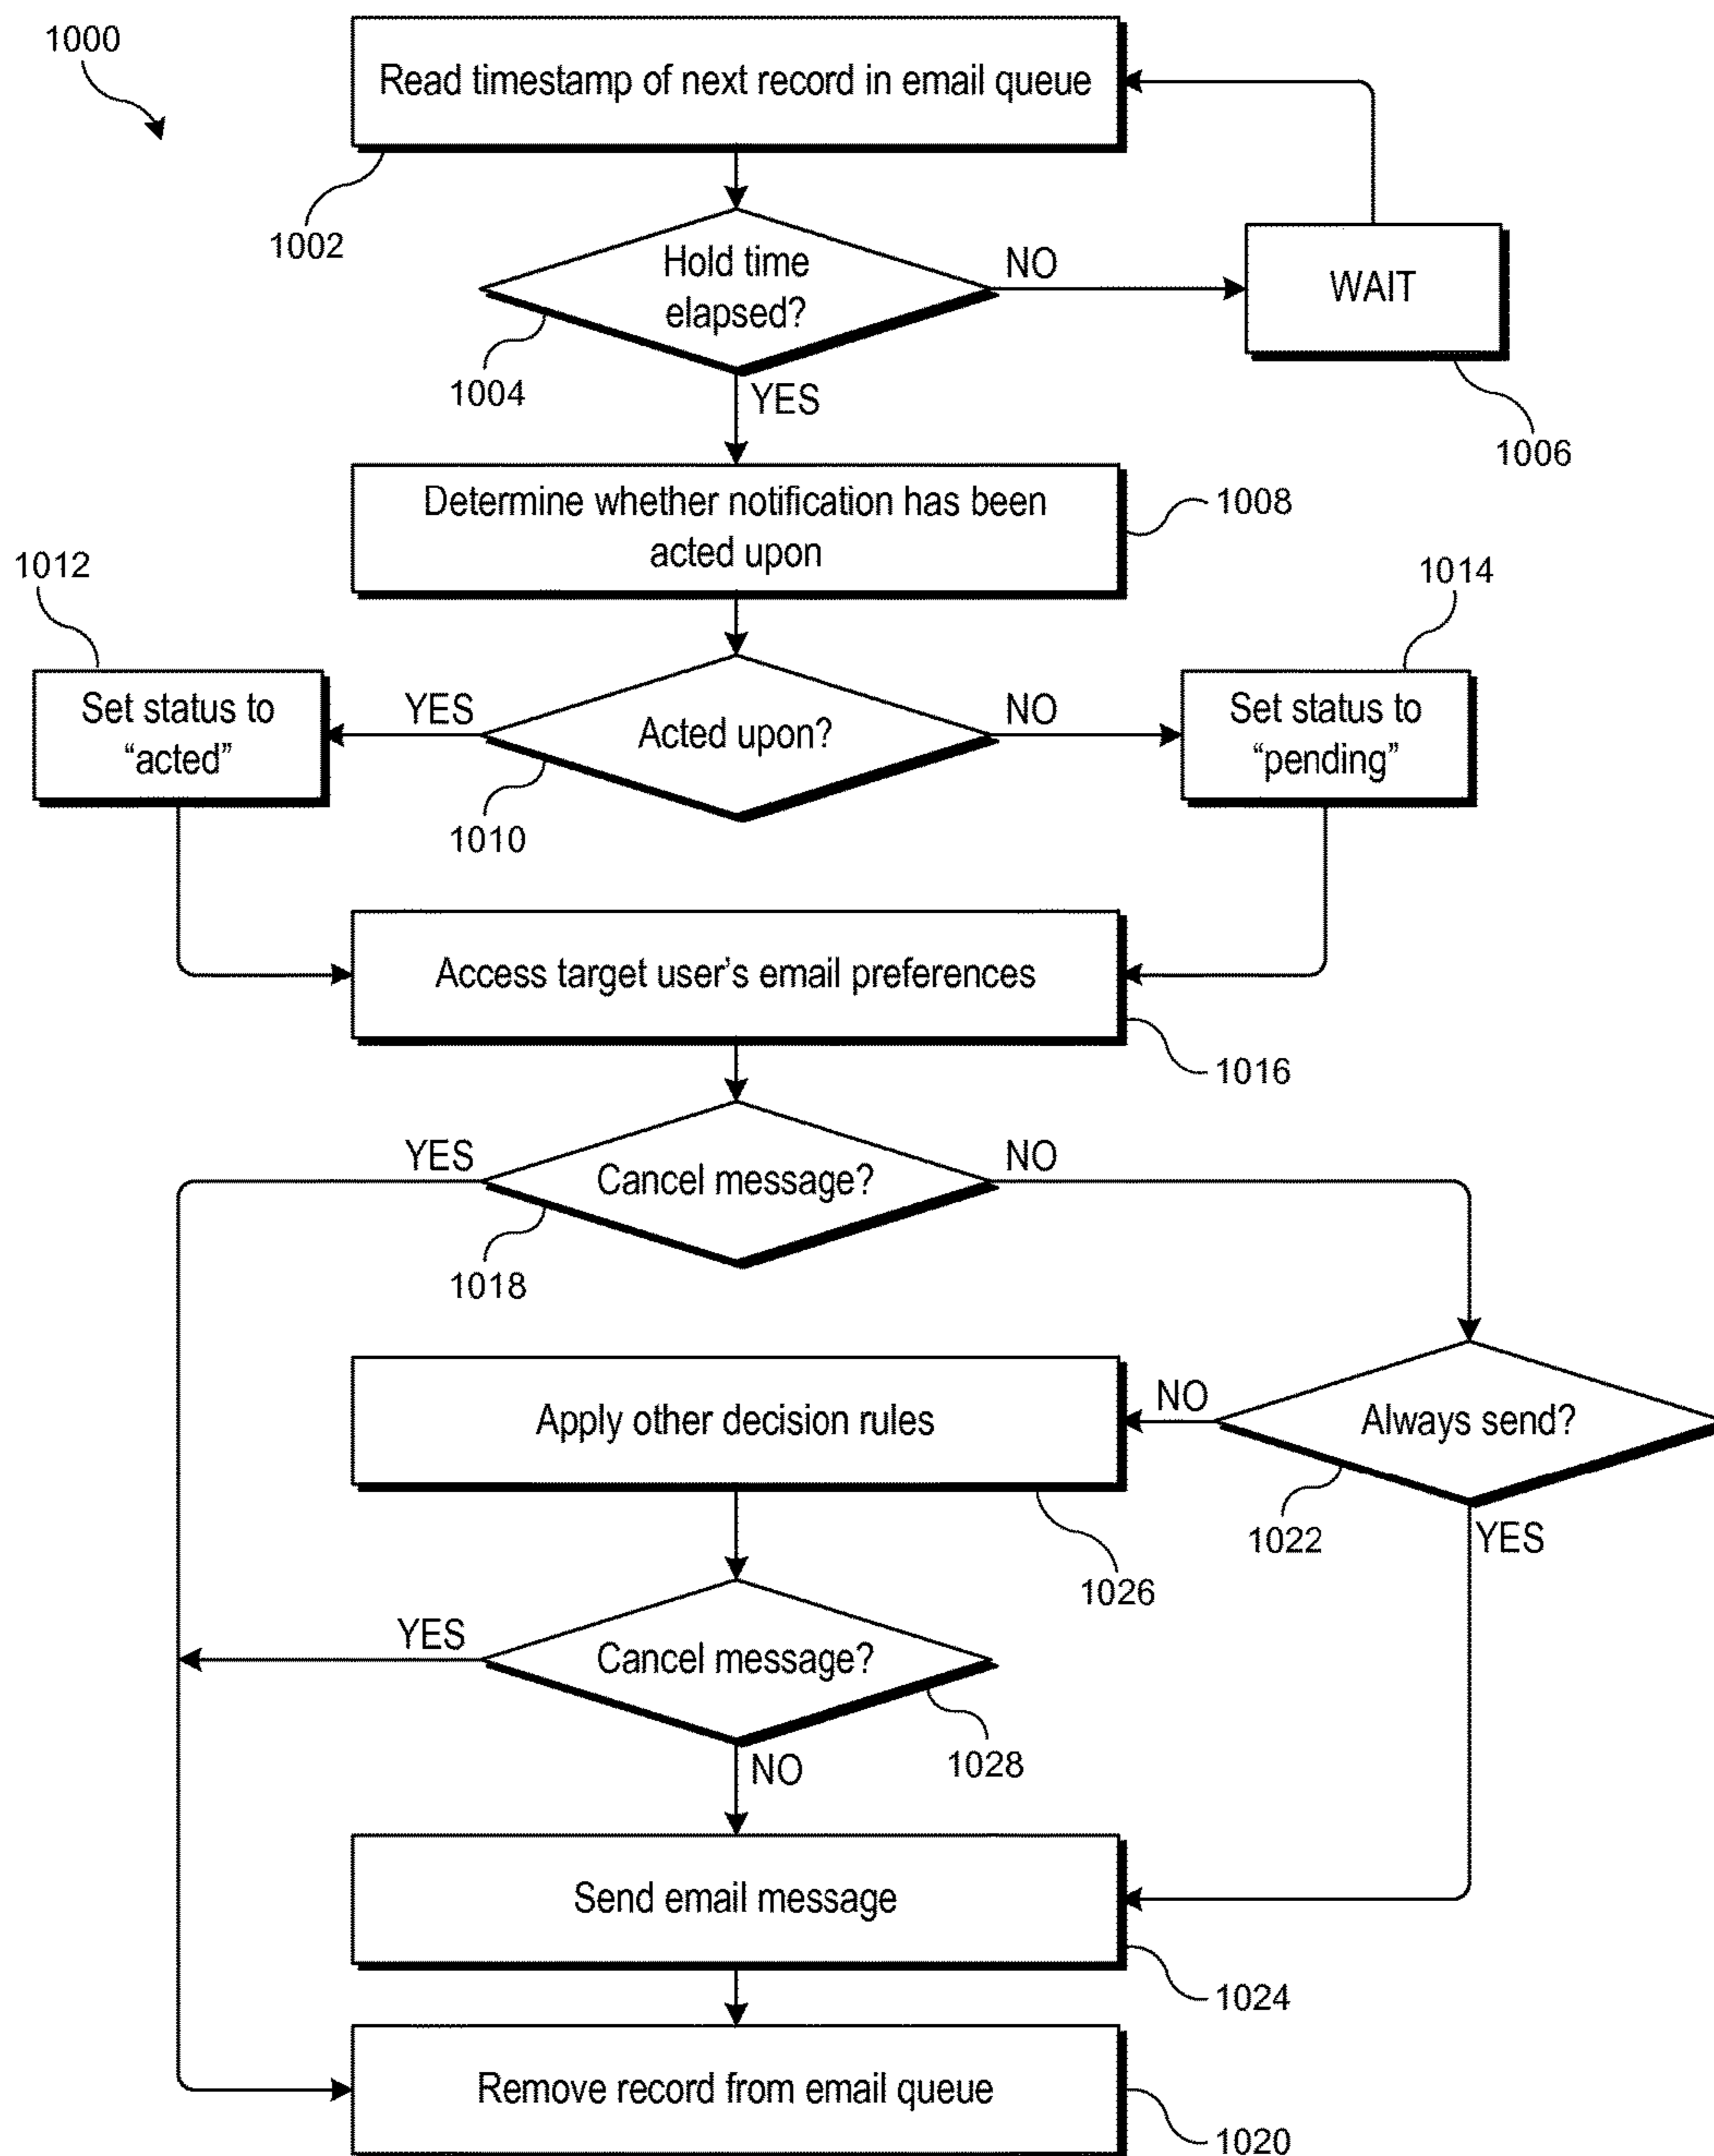 1000
Read timestamp of next record in email queue
1002
Hold time
elapsed?
NO
WAIT
1004
YES
1006
Determine whether notification has been
acted upon
1008
1012
1014
Set status to
“acted”
YES
Acted upon?
NO
Set status to
“pending”
1010
Access target user’s email preferences
1016
YES
Cancel message?
NO
1018
Apply other decision rules
NO
Always send?
1022
YES
1026
YES
Cancel message?
1028
NO
Send email message
1024
Remove record from email queue
1020